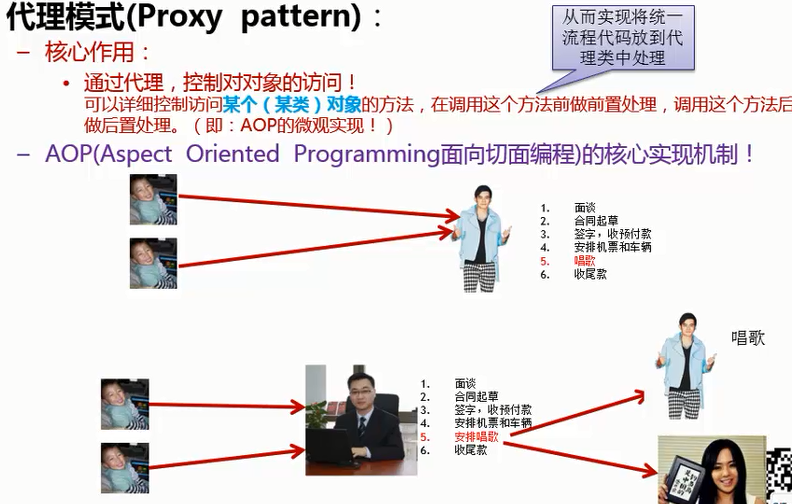 代理模式(Proxy pattern)：
从而实现将统一
流程代码放到代
理类中处理
– 核心作用：
• 通过代理，控制对对象的访问！
可以详细控制访问某个（某类）对象的方法，在调用这个方法前做前置处理，调用这个方法后
做后置处理。（即：AOP的微观实现！）
– AOP(Aspect Oriented Programming面向切面编程)的核心实现机制！
1. 面谈
2. 合同起草
3. 签字，收预付款
4. 安排机票和车辆
5. 唱歌
6. 收尾款
唱歌
1. 面谈
2. 合同起草
3. 签字，收预付款
4. 安排机票和车辆
5. 安排唱歌
6. 收尾款